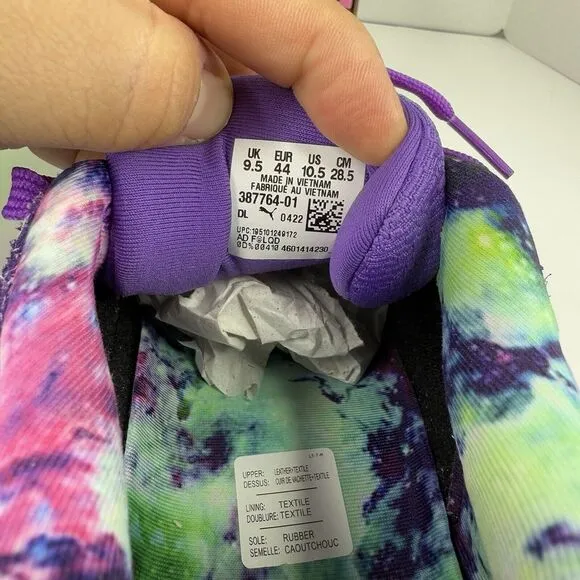 UK EUR US CM
9.5 44 10.5 28.5
MADE IN VIETNAM
FABRIQUÉ AU VIETNAM
387764-01
DL 0422
UPC:195101249172
AD F@LQD
0D%00410 4601414230
UPPER: LEATHER+TEXTILE
DESSUS: CUIR DE VACHETTE+TEXTILE
LINING: TEXTILE
DOUBLURE: TEXTILE
SOLE: RUBBER
SEMELLE: CAOUTCHOUC